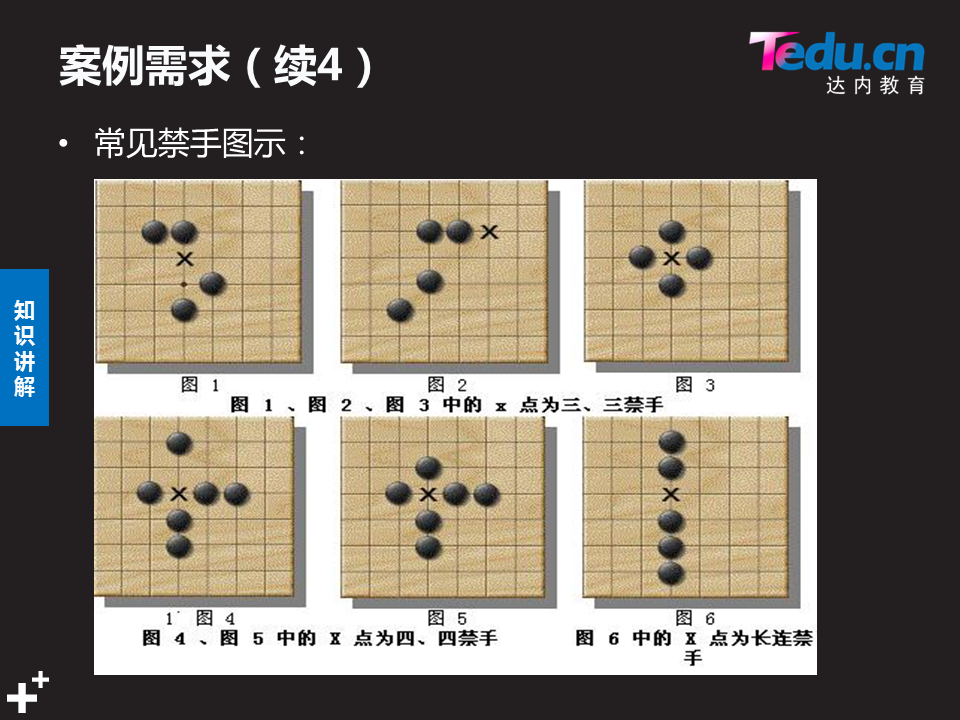 案例需求（续4）
Tedu.cn
达内教育
• 常见禁手图示：
知识讲解
图 1
图 2
图 3
图 1 、图 2 、图 3 中的 x 点为三、三禁手
1 图 4
图 5
图 6
图 4 、图 5 中的 X 点为四、四禁手
图 6 中的 X 点为长连禁
手